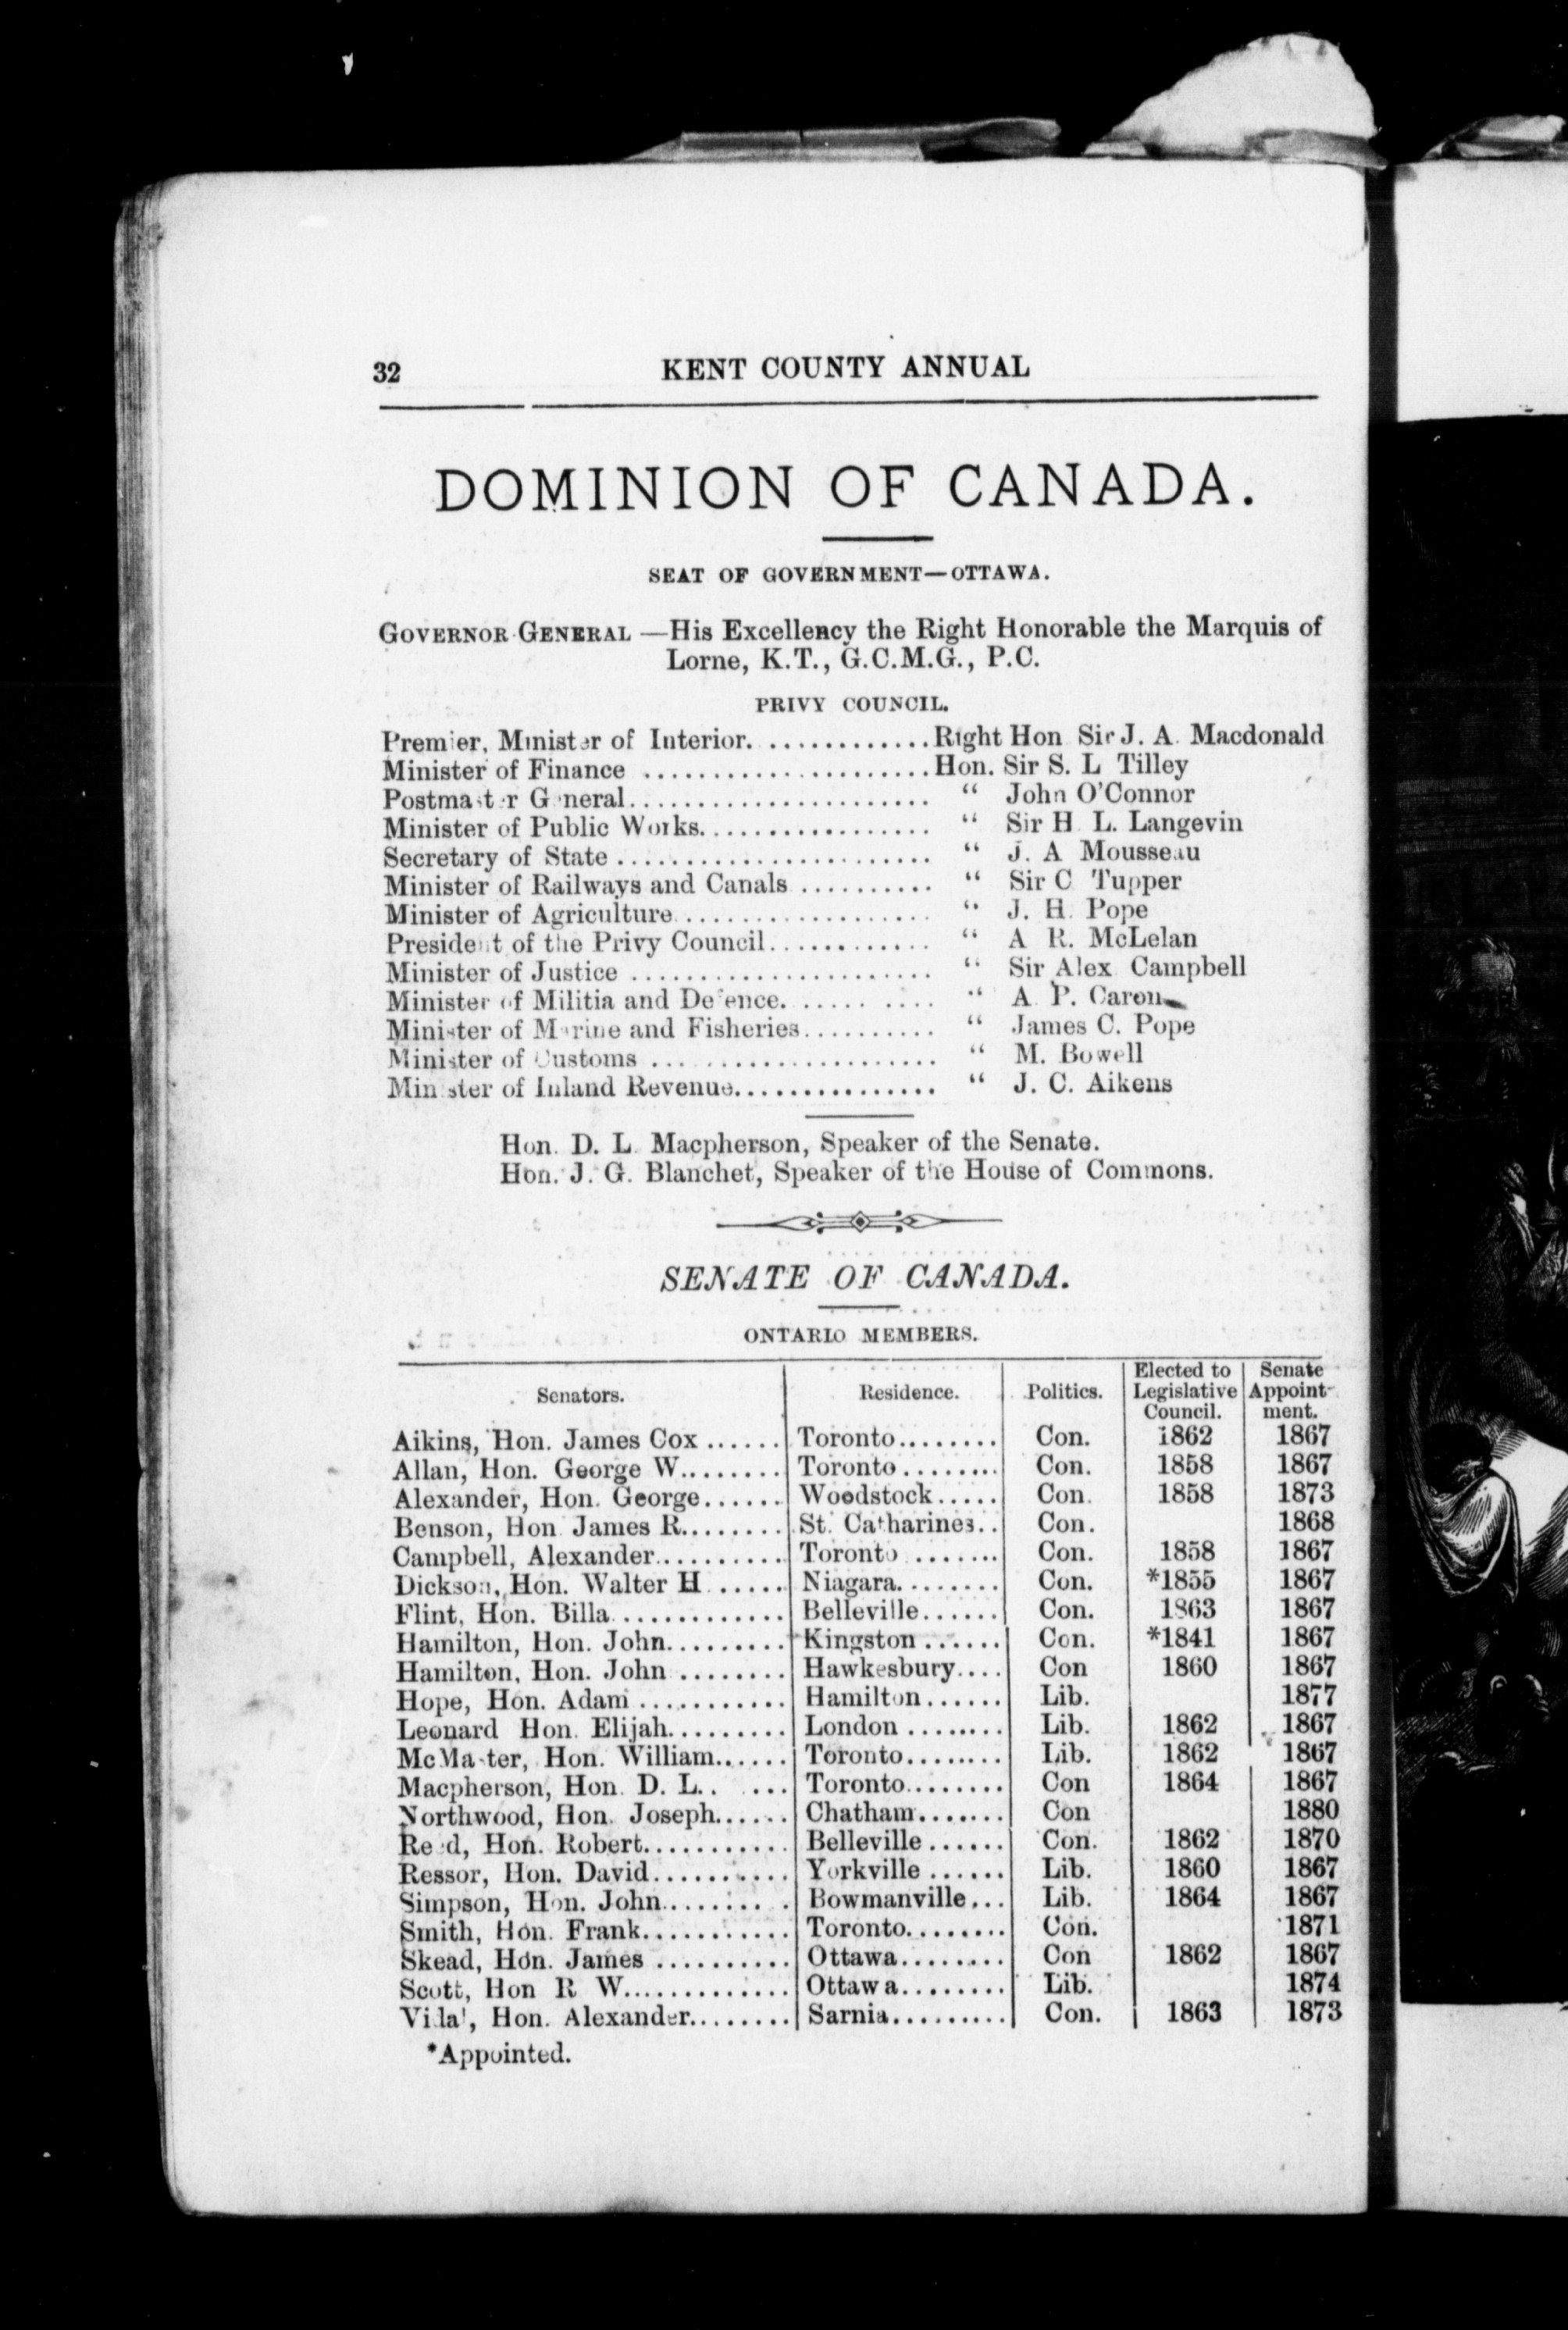 32 KENT COUNTY ANNUAL
DOMINION OF CANADA.
SEAT OF GOVERNMENT—OTTAWA.
GOVERNOR GENERAL —His Excellency the Right Honorable the Marquis of
Lorne, K.T., G.C.M.G., P.C.
PRIVY COUNCIL.
Premier, Minister of Interior. ............Right Hon Sir J. A. Macdonald
Minister of Finance .....................Hon. Sir S. L Tilley
Postmaster General...................... “ John O'Connor
Minister of Public Works................. “ Sir H. L. Langevin
Secretary of State ....................... “ J. A Mousseau
Minister of Railways and Canals .......... “ Sir C Tupper
Minister of Agriculture................... “ J. H. Pope
President of the Privy Council............ “ A R. McLelan
Minister of Justice ...................... “ Sir Alex. Campbell
Minister of Militia and Defence. .......... “ A. P. Caron
Minister of Marine and Fisheries.......... “ James C. Pope
Minister of Customs ..................... “ M. Bowell
Minister of Inland Revenue............... “ J. C. Aikens
Hon. D. L. Macpherson, Speaker of the Senate.
Hon. J. G. Blanchet, Speaker of the House of Commons.
SENATE OF CANADA.
ONTARIO MEMBERS.
Senators. Residence. Politics. Elected to Legislative Council. Senate Appoint- ment.
Aikins, Hon. James Cox ...... Toronto........ Con. 1862 1867
Allan, Hon. George W........ Toronto........ Con. 1858 1867
Alexander, Hon. George...... Woodstock..... Con. 1858 1873
Benson, Hon James R........ St. Catharines.. Con. 1868
Campbell, Alexander.......... Toronto ....... Con. 1858 1867
Dickson, Hon. Walter H ...... Niagara........ Con. *1855 1867
Flint, Hon. Billa............. Belleville...... Con. 1863 1867
Hamilton, Hon. John......... Kingston ...... Con. *1841 1867
Hamilton, Hon. John ........ Hawkesbury.... Con 1860 1867
Hope, Hon. Adam ........... Hamilton...... Lib. 1877
Leonard Hon. Elijah......... London ........ Lib. 1862 1867
McMaster, Hon. William...... Toronto........ Lib. 1862 1867
Macpherson, Hon. D. L.. ... Toronto........ Con 1864 1867
Northwood, Hon. Joseph...... Chatham....... Con 1880
Reed, Hon. Robert........... Belleville ...... Con. 1862 1870
Ressor, Hon. David.......... Yorkville ...... Lib. 1860 1867
Simpson, Hon. John........ . Bowmanville... Lib. 1864 1867
Smith, Hon. Frank........... Toronto........ Con. 1871
Skead, Hon. James .......... Ottawa........ Con 1862 1867
Scott, Hon R W............. Ottawa........ Lib. 1874
Vidal, Hon. Alexander........ Sarnia......... Con. 1863 1873
*Appointed.